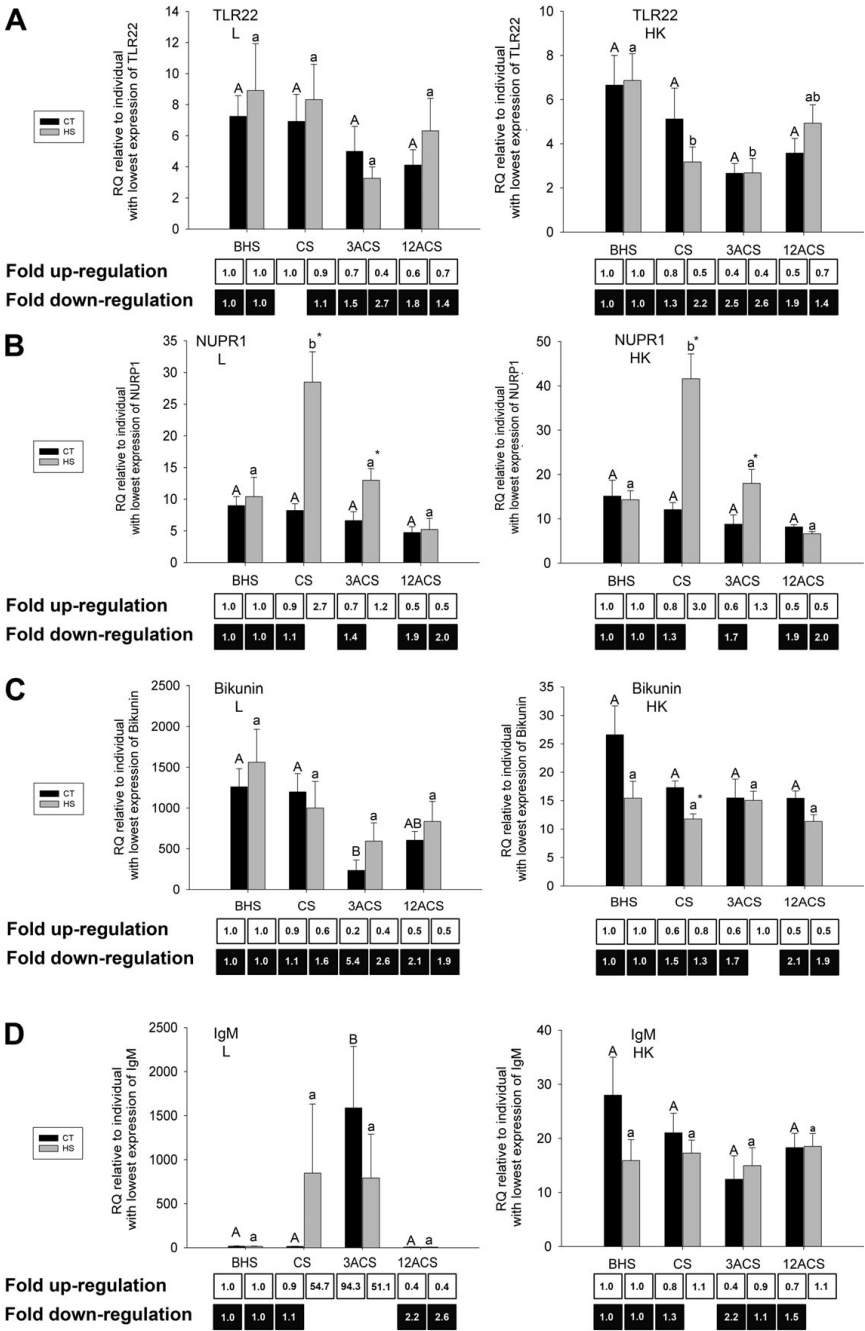 A
TLR22
L
RQ relative to individual
with lowest expression of TLR22
14
12
10
8
6
4
2
0
CT
HS
A a A a A a A a
BHS CS 3ACS 12ACS
TLR22
HK
RQ relative to individual
with lowest expression of TLR22
10
8
6
4
2
0
A a A b A b A ab
BHS CS 3ACS 12ACS
Fold up-regulation 1.0 1.0 1.0 0.9 0.7 0.4 0.6 0.7 1.0 1.0 0.8 0.5 0.4 0.4 0.5 0.7
Fold down-regulation 1.0 1.0 1.1 1.5 2.7 1.8 1.4 1.0 1.0 1.3 2.2 2.5 2.6 1.9 1.4
B
NUPR1
L
RQ relative to individual
with lowest expression of NURP1
35
30
25
20
15
10
5
0
CT
HS
A a A b* A a* A a
BHS CS 3ACS 12ACS
NUPR1
HK
RQ relative to individual
with lowest expression of NURP1
50
40
30
20
10
0
A a A b* A a* A a
BHS CS 3ACS 12ACS
Fold up-regulation 1.0 1.0 0.9 2.7 0.7 1.2 0.5 0.5 1.0 1.0 0.8 3.0 0.6 1.3 0.5 0.5
Fold down-regulation 1.0 1.0 1.1 1.4 1.9 2.0 1.0 1.0 1.3 1.7 1.9 2.0
C
Bikunin
L
RQ relative to individual
with lowest expression of Bikunin
2500
2000
1500
1000
500
0
CT
HS
A a A a B a AB a
BHS CS 3ACS 12ACS
Bikunin
HK
RQ relative to individual
with lowest expression of Bikunin
35
30
25
20
15
10
5
0
A a A a* A a A a
BHS CS 3ACS 12ACS
Fold up-regulation 1.0 1.0 0.9 0.6 0.2 0.4 0.5 0.5 1.0 1.0 0.6 0.8 0.6 1.0 0.5 0.5
Fold down-regulation 1.0 1.0 1.1 1.6 5.4 2.6 2.1 1.9 1.0 1.0 1.5 1.3 1.7 2.1 1.9
D
IgM
L
RQ relative to individual
with lowest expression of IgM
2500
2000
1500
1000
500
0
CT
HS
A a A a B a A a
BHS CS 3ACS 12ACS
IgM
HK
RQ relative to individual
with lowest expression of IgM
40
30
20
10
0
A a A a A a A a
BHS CS 3ACS 12ACS
Fold up-regulation 1.0 1.0 0.9 54.7 94.3 51.1 0.4 0.4 1.0 1.0 0.8 1.1 0.4 0.9 0.7 1.1
Fold down-regulation 1.0 1.0 1.1 2.2 2.6 1.0 1.0 1.3 2.2 1.1 1.5